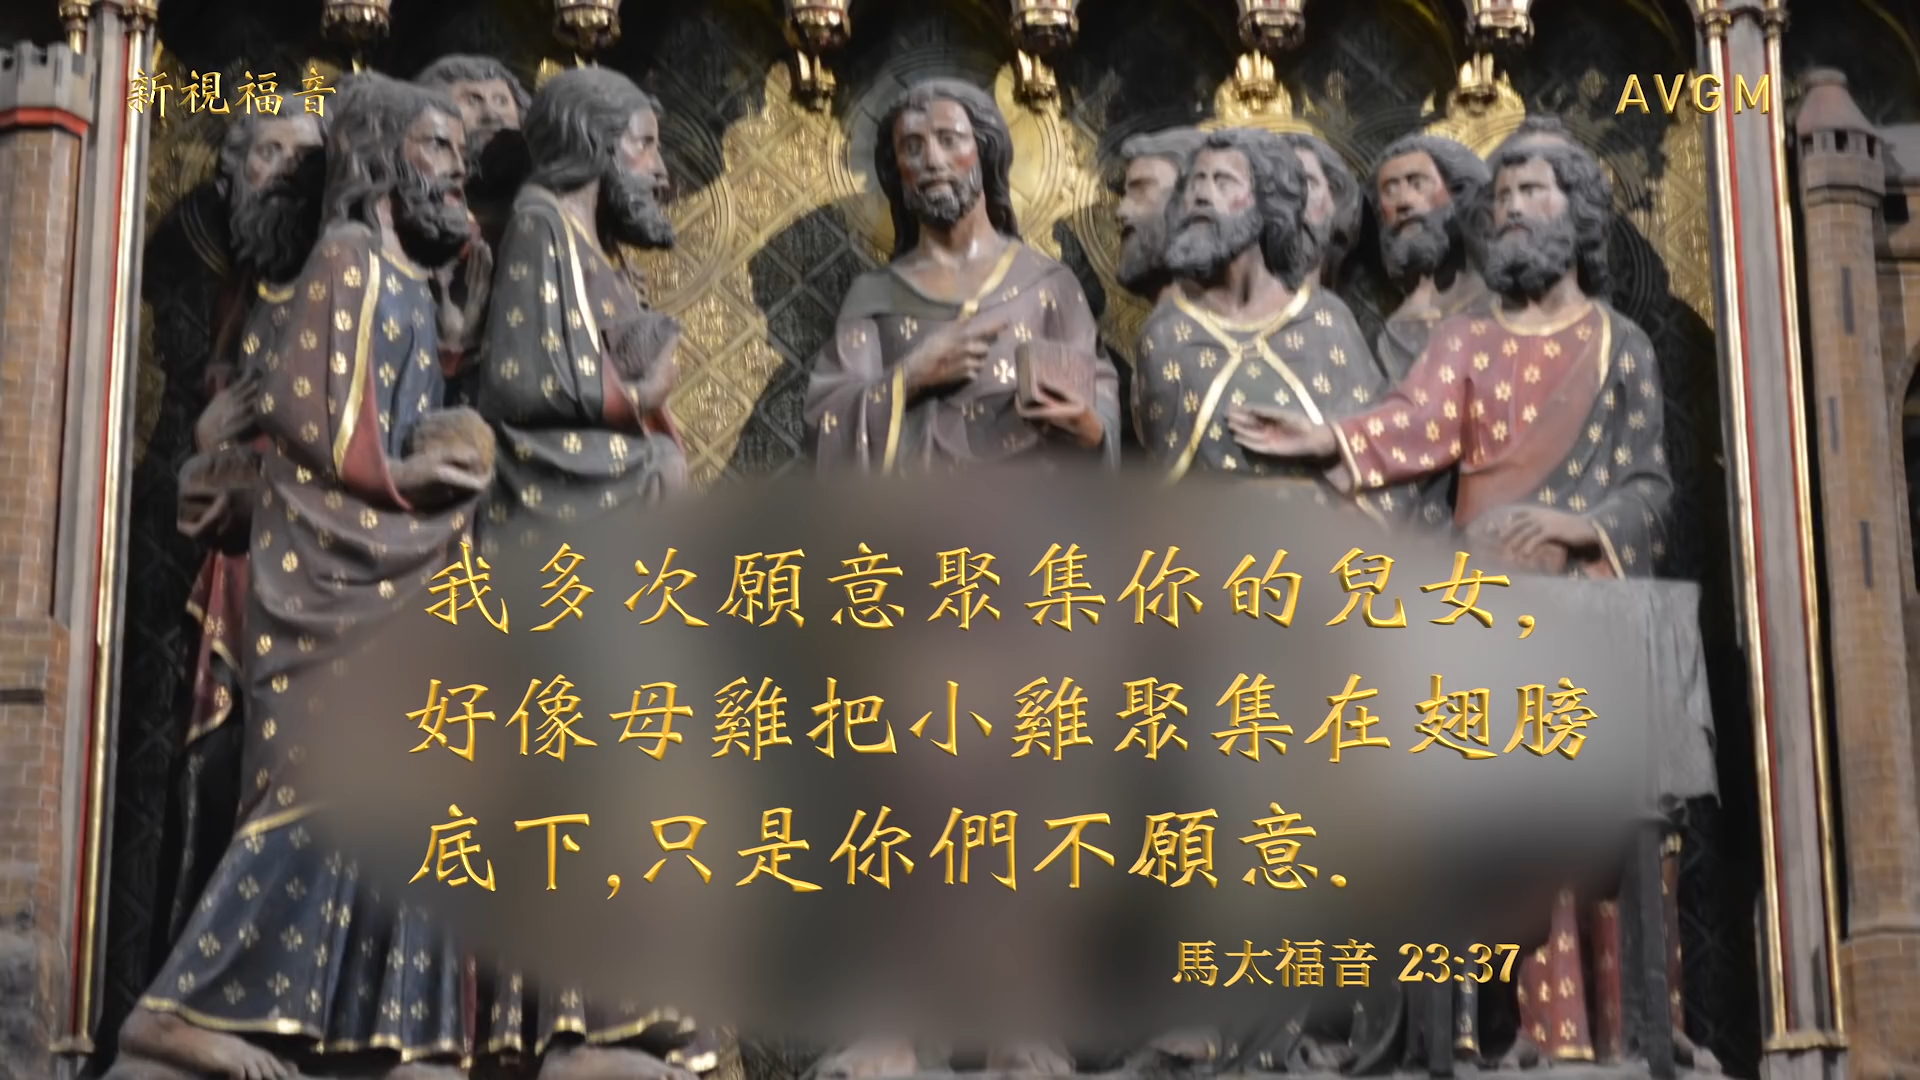 新視福音
AVGM
我多次願意聚集你的兒女,
好像母雞把小雞聚集在翅膀
底下,只是你們不願意.
馬太福音 23:37